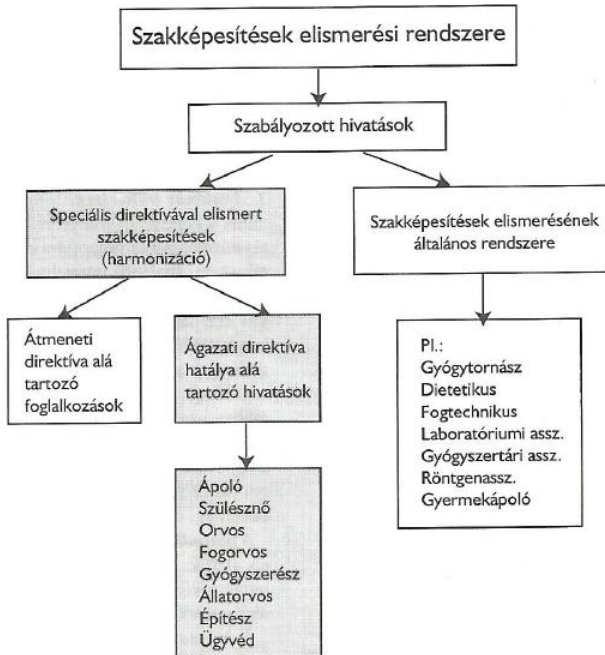 Szakképesítések elismerési rendszere
Szabályozott hivatások
Speciális direktívával elismert
szakképesítések
(harmonizáció)
Szakképesítések elismerésének
általános rendszere
Átmeneti
direktíva alá
tartozó
foglalkozások
Ágazati direktíva
hatálya alá
tartozó hivatások
Pl.:
Gyógytornász
Dietetikus
Fogtechnikus
Laboratóriumi assz.
Gyógyszertári assz.
Röntgenassz.
Gyermekápoló
Ápoló
Szülésznő
Orvos
Fogorvos
Gyógyszerész
Állatorvos
Építész
Ügyvéd